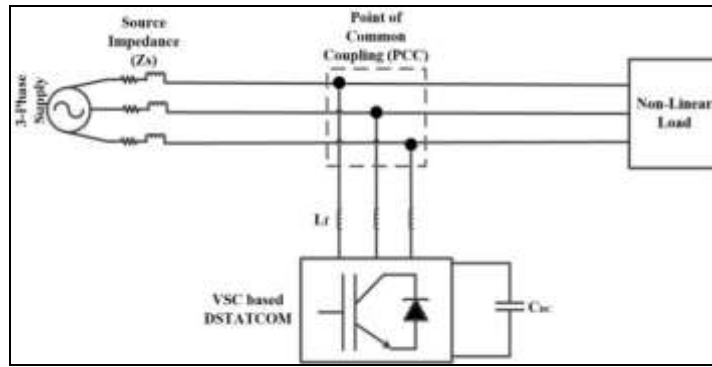 Source
Impedance
(Zs)
Point of
Common
Coupling (PCC)
3-Phase
Supply
Non-Linear
Load
Lf
VSC based
DSTATCOM
CDC